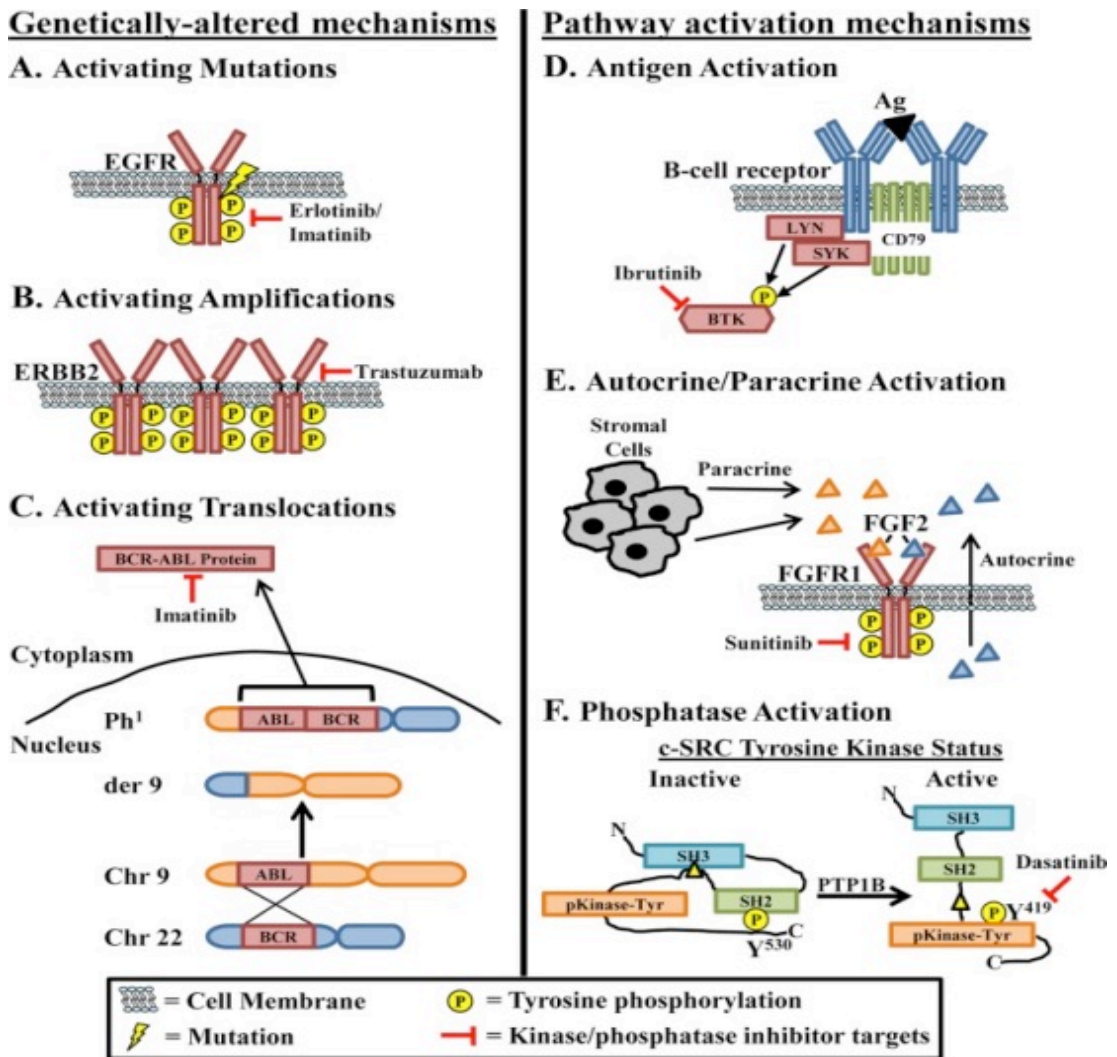 Genetically-altered mechanisms
A. Activating Mutations
EGFR
P P
P P
Erlotinib/
Imatinib
B. Activating Amplifications
ERBB2
Trastuzumab
P P P P P P
P P P P P P
C. Activating Translocations
BCR-ABL Protein
Imatinib
Cytoplasm
Ph1
ABL BCR
Nucleus
der 9
Chr 9
ABL
Chr 22
BCR
Pathway activation mechanisms
D. Antigen Activation
Ag
B-cell receptor
LYN
CD79
SYK
Ibrutinib
P
BTK
E. Autocrine/Paracrine Activation
Stromal
Cells
Paracrine
FGF2
Autocrine
FGFR1
Sunitinib
P P
P P
F. Phosphatase Activation
c-SRC Tyrosine Kinase Status
Inactive Active
N
SH3
pKinase-Tyr
SH2
P
C
Y530
PTP1B
N
SH3
SH2
Dasatinib
P
Y419
pKinase-Tyr
C
= Cell Membrane
P = Tyrosine phosphorylation
= Mutation
= Kinase/phosphatase inhibitor targets